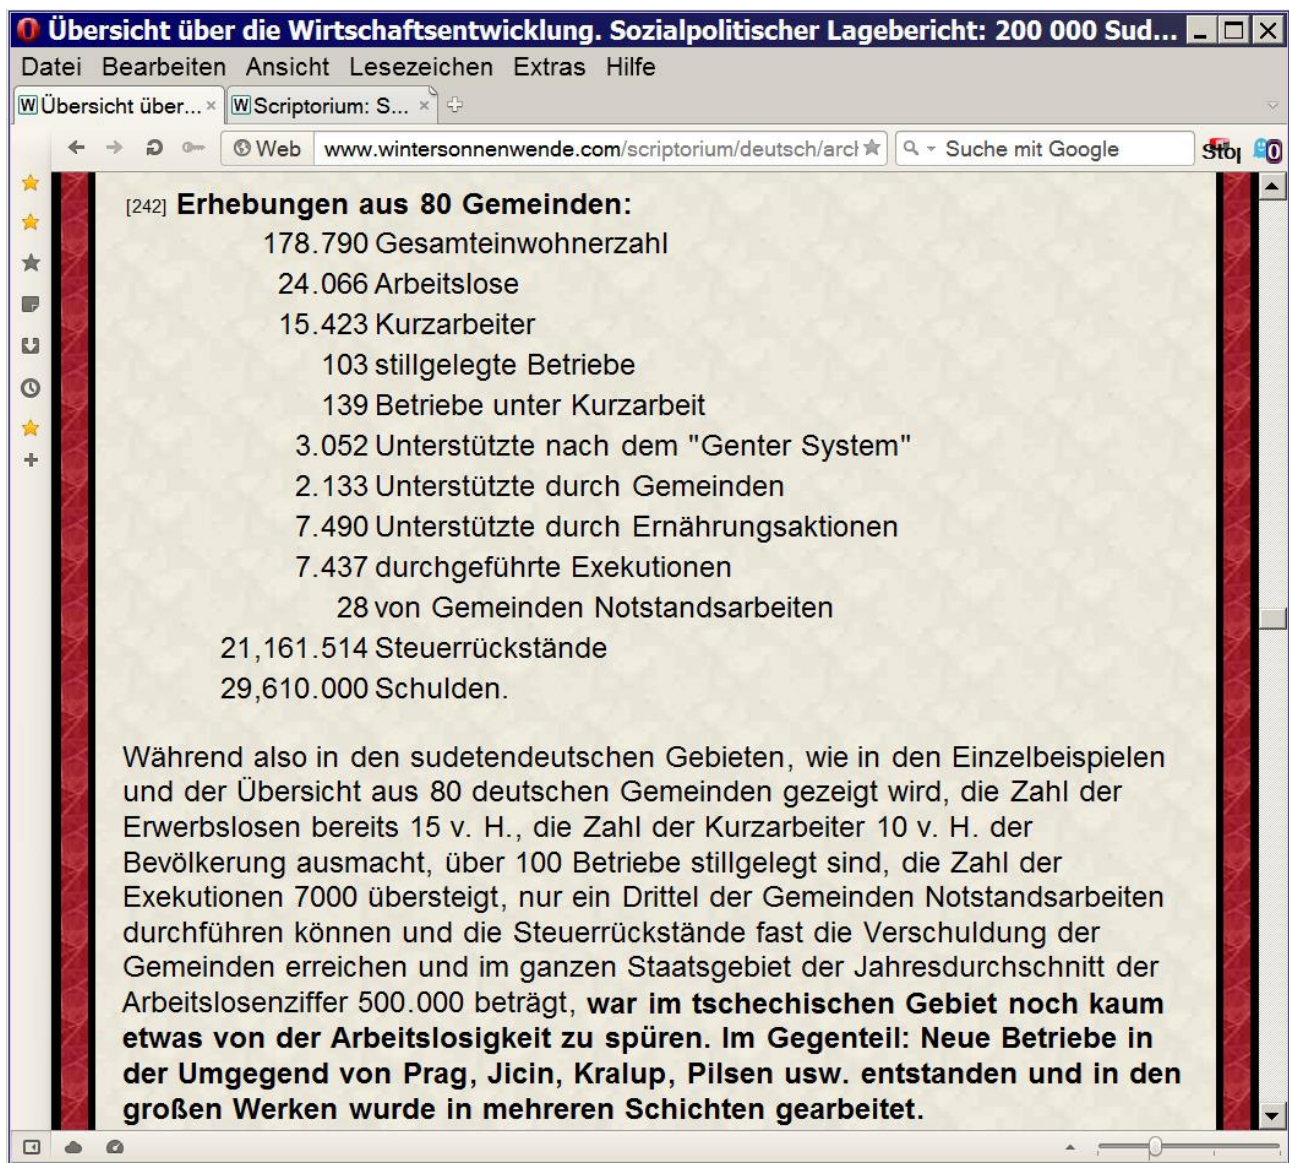 Übersicht über die Wirtschaftsentwicklung. Sozialpolitischer Lagebericht: 200 000 Sud...
Datei Bearbeiten Ansicht Lesezeichen Extras Hilfe
Übersicht über... Scriptorium: S...
Web www.wintersonnenwende.com/scriptorium/deutsch/arch Suche mit Google
[242] Erhebungen aus 80 Gemeinden:
178.790 Gesamteinwohnerzahl
24.066 Arbeitslose
15.423 Kurzarbeiter
103 stillgelegte Betriebe
139 Betriebe unter Kurzarbeit
3.052 Unterstützte nach dem "Genter System"
2.133 Unterstützte durch Gemeinden
7.490 Unterstützte durch Ernährungsaktionen
7.437 durchgeführte Exekutionen
28 von Gemeinden Notstandsarbeiten
21,161.514 Steuerrückstände
29,610.000 Schulden.
Während also in den sudetendeutschen Gebieten, wie in den Einzelbeispielen
und der Übersicht aus 80 deutschen Gemeinden gezeigt wird, die Zahl der
Erwerbslosen bereits 15 v. H., die Zahl der Kurzarbeiter 10 v. H. der
Bevölkerung ausmacht, über 100 Betriebe stillgelegt sind, die Zahl der
Exekutionen 7000 übersteigt, nur ein Drittel der Gemeinden Notstandsarbeiten
durchführen können und die Steuerrückstände fast die Verschuldung der
Gemeinden erreichen und im ganzen Staatsgebiet der Jahresdurchschnitt der
Arbeitslosenziffer 500.000 beträgt, war im tschechischen Gebiet noch kaum
etwas von der Arbeitslosigkeit zu spüren. Im Gegenteil: Neue Betriebe in
der Umgegend von Prag, Jicin, Kralup, Pilsen usw. entstanden und in den
großen Werken wurde in mehreren Schichten gearbeitet.